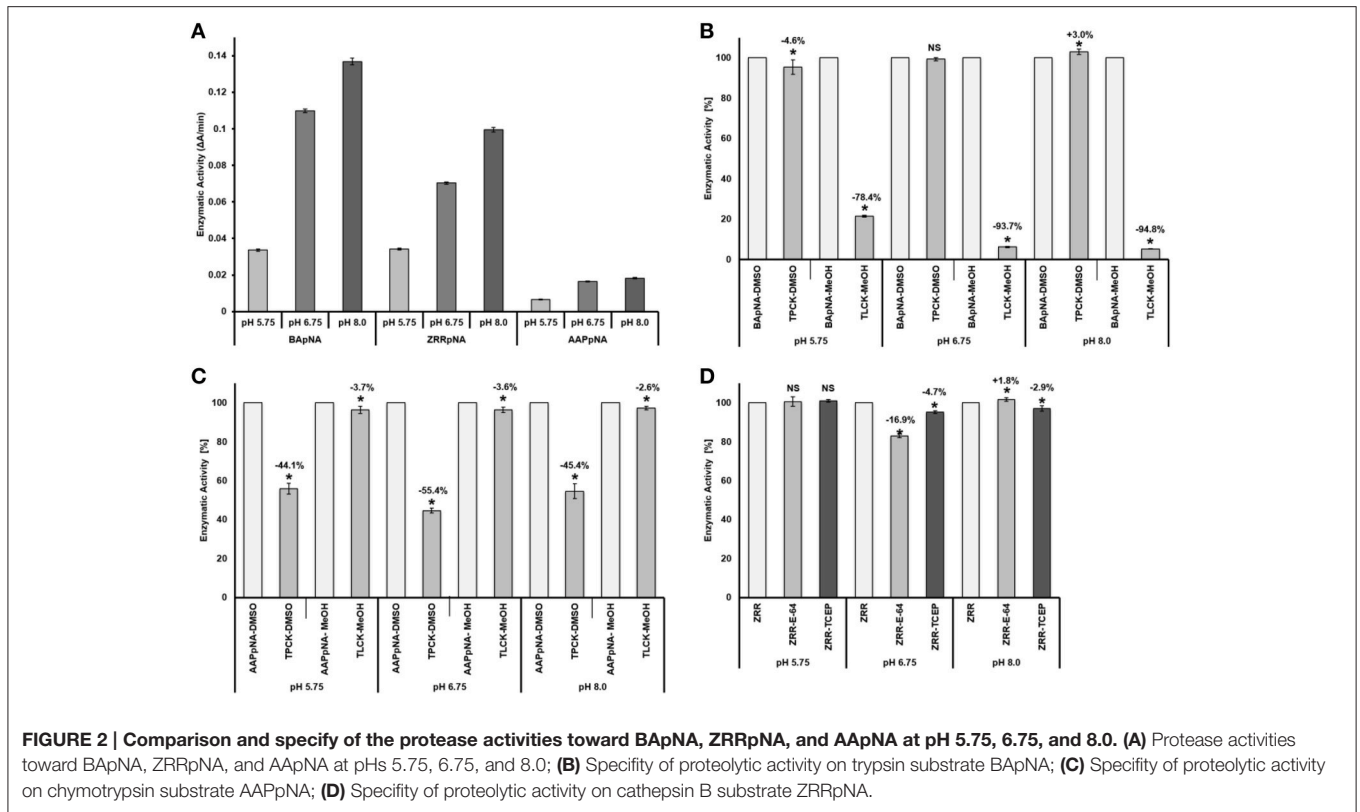 A
Enzymatic Activity (ΔA/min)
0.14
0.12
0.1
0.08
0.06
0.04
0.02
0
pH 5.75 pH 6.75 pH 8.0 pH 5.75 pH 6.75 pH 8.0 pH 5.75 pH 6.75 pH 8.0
BApNA ZRRpNA AAPpNA
B
Enzymatic Activity [%]
100
80
60
40
20
0
-4.6%
*
-78.4%
*
NS
-93.7%
*
+3.0%
*
-94.8%
*
BApNA-DMSO
TPCK-DMSO
BApNA-MeOH
TLCK-MeOH
BApNA-DMSO
TPCK-DMSO
BApNA-MeOH
TLCK-MeOH
BApNA-DMSO
TPCK-DMSO
BApNA-MeOH
TLCK-MeOH
pH 5.75 pH 6.75 pH 8.0
C
Enzymatic Activity [%]
100
80
60
40
20
0
-44.1%
*
-3.7%
*
-55.4%
*
-3.6%
*
-45.4%
*
-2.6%
*
AAPpNA-DMSO
TPCK-DMSO
AAPpNA- MeOH
TLCK-MeOH
AAPpNA-DMSO
TPCK-DMSO
AAPpNA- MeOH
TLCK-MeOH
AAPpNA-DMSO
TPCK-DMSO
AAPpNA- MeOH
TLCK-MeOH
pH 5.75 pH 6.75 pH 8.0
D
Enzymatic Activity [%]
100
80
60
40
20
0
NS
NS
-16.9%
*
-4.7%
*
+1.8%
*
-2.9%
*
ZRR
ZRR-E-64
ZRR-TCEP
ZRR
ZRR-E-64
ZRR-TCEP
ZRR
ZRR-E-64
ZRR-TCEP
pH 5.75 pH 6.75 pH 8.0
FIGURE 2 | Comparison and specify of the protease activities toward BApNA, ZRRpNA, and AApNA at pH 5.75, 6.75, and 8.0. (A) Protease activities
toward BApNA, ZRRpNA, and AApNA at pHs 5.75, 6.75, and 8.0; (B) Specifity of proteolytic activity on trypsin substrate BApNA; (C) Specifity of proteolytic activity
on chymotrypsin substrate AAPpNA; (D) Specifity of proteolytic activity on cathepsin B substrate ZRRpNA.